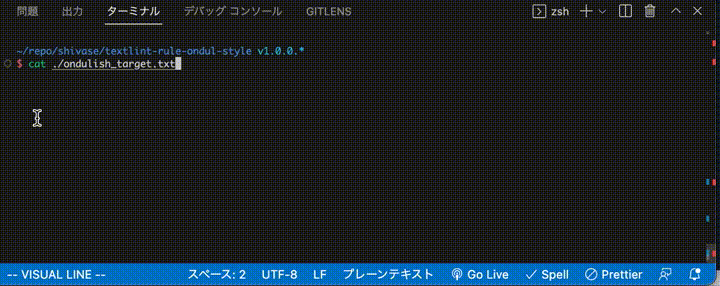 問題 出力 ターミナル デバッグ コンソール GITLENS zsh
~/repo/shivase/textlint-rule-ondul-style v1.0.0.*
$ cat ./ondulish_target.txt
-- VISUAL LINE -- スペース: 2 UTF-8 LF プレーンテキスト Go Live Spell Prettier